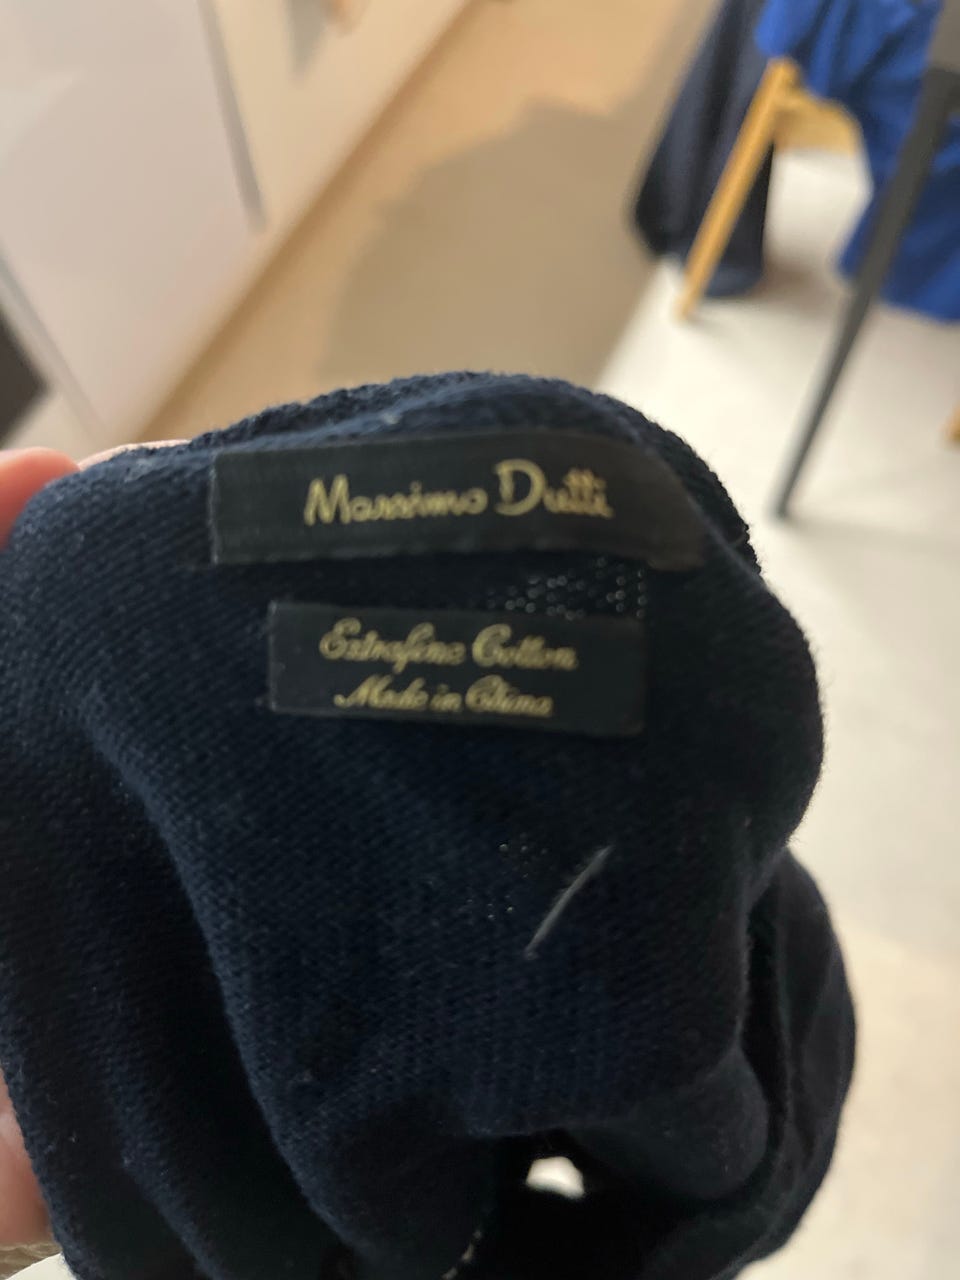 Massimo Dutti
Extrafine Cotton
Made in China